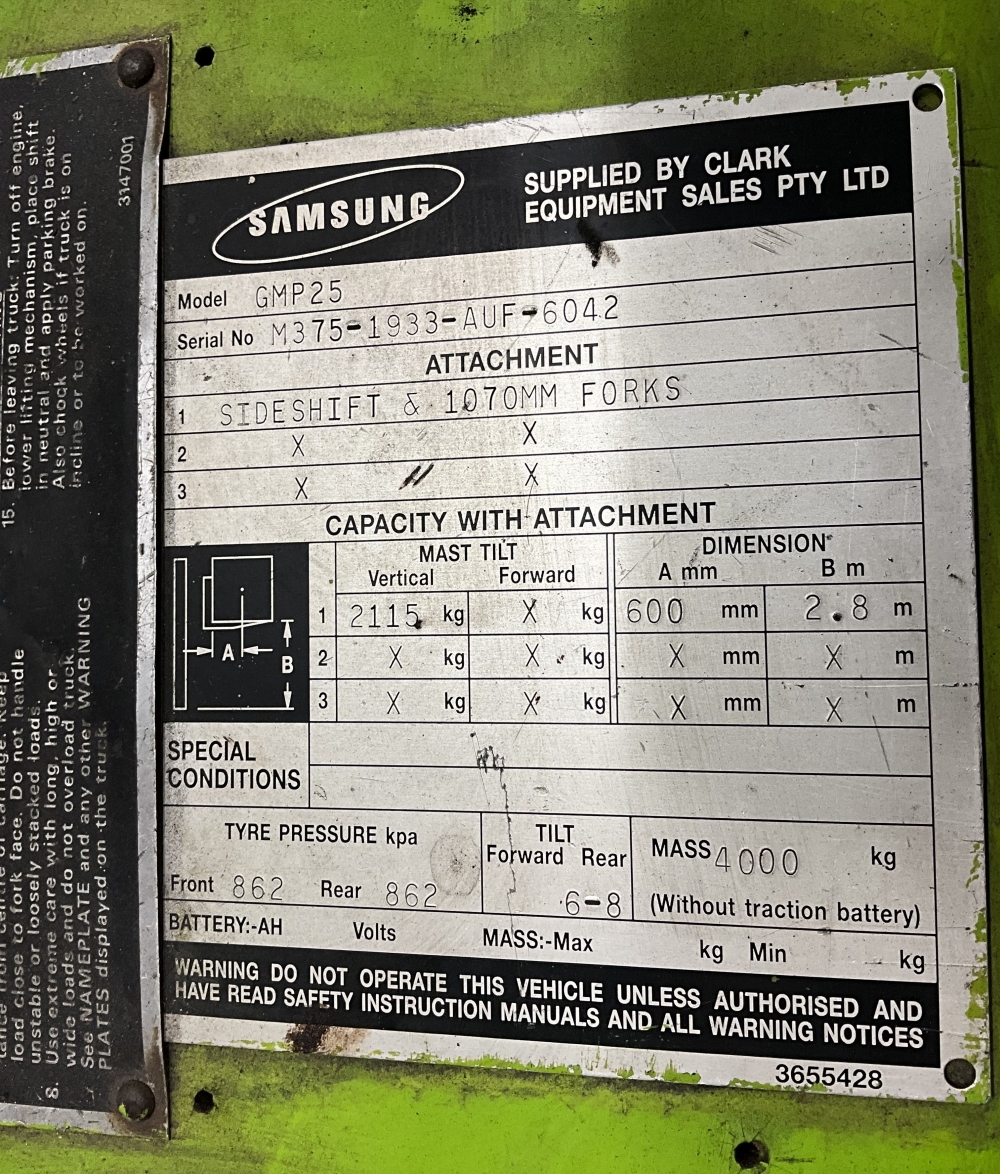 3347001
15. Before leaving truck: Turn off engine,
lower lifting mechanism, place shift
in neutral and apply parking brake.
Also chock wheels if truck is on
incline or to be worked on.
load close to fork face. Do not handle
unstable or loosely stacked loads.
8. Use extreme care with long, high or
wide loads and do not overload truck.
See NAMEPLATE and any other WARNING
PLATES displayed on the truck.
SAMSUNG
SUPPLIED BY CLARK
EQUIPMENT SALES PTY LTD
Model GMP25
Serial No M375-1933-AUF-6042
ATTACHMENT
1 SIDESHIFT & 1070MM FORKS
2 X X
3 X X
CAPACITY WITH ATTACHMENT
MAST TILT DIMENSION
Vertical Forward A mm B m
1 2115 kg X kg 600 mm 2.8 m
2 X kg X kg X mm X m
3 X kg X kg X mm X m
A
B
SPECIAL
CONDITIONS
TYRE PRESSURE kpa
Front 862 Rear 862
TILT
Forward Rear
6-8
MASS 4000 kg
(Without traction battery)
BATTERY:-AH Volts MASS:-Max kg Min kg
WARNING DO NOT OPERATE THIS VEHICLE UNLESS AUTHORISED AND
HAVE READ SAFETY INSTRUCTION MANUALS AND ALL WARNING NOTICES
3655428